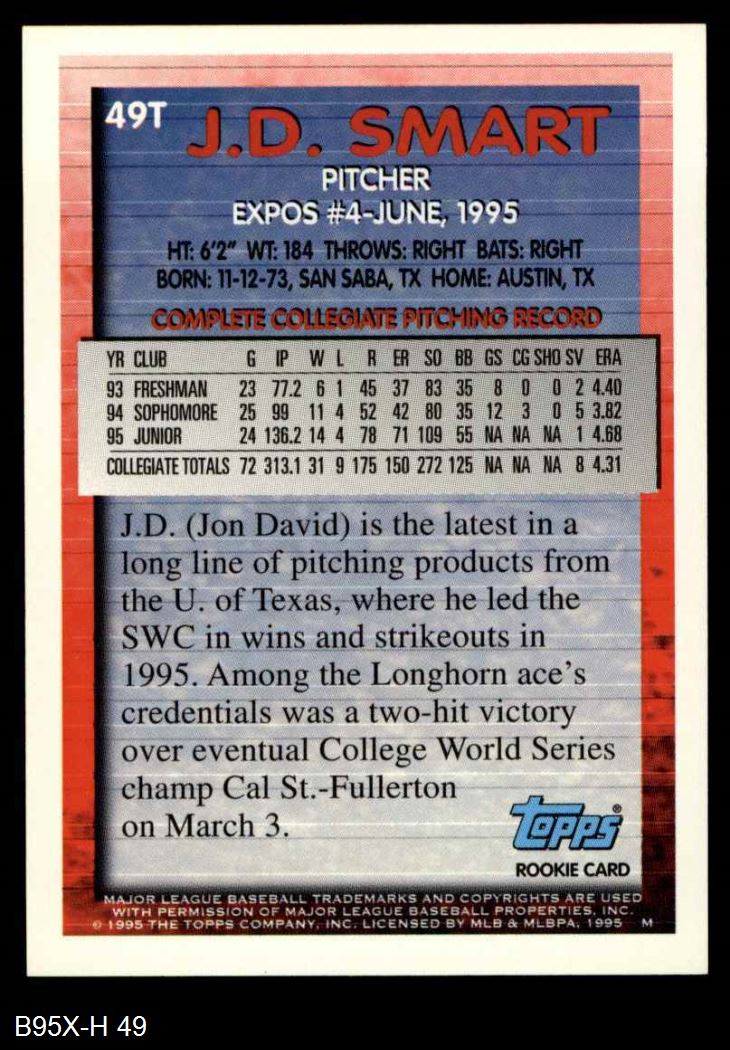 49T
J.D. SMART
PITCHER
EXPOS #4-JUNE, 1995
HT: 6'2" WT: 184 THROWS: RIGHT BATS: RIGHT
BORN: 11-12-73, SAN SABA, TX HOME: AUSTIN, TX
COMPLETE COLLEGIATE PITCHING RECORD
YR CLUB G IP W L R ER SO BB GS CG SHO SV ERA
93 FRESHMAN 23 77.2 6 1 45 37 83 35 8 0 0 2 4.40
94 SOPHOMORE 25 99 11 4 52 42 80 35 12 3 0 5 3.82
95 JUNIOR 24 136.2 14 4 78 71 109 55 NA NA NA 1 4.68
COLLEGIATE TOTALS 72 313.1 31 9 175 150 272 125 NA NA NA 8 4.31
J.D. (Jon David) is the latest in a
long line of pitching products from
the U. of Texas, where he led the
SWC in wins and strikeouts in
1995. Among the Longhorn ace's
credentials was a two-hit victory
over eventual College World Series
champ Cal St.-Fullerton
on March 3.
Topps®
ROOKIE CARD
MAJOR LEAGUE BASEBALL TRADEMARKS AND COPYRIGHTS ARE USED
WITH PERMISSION OF MAJOR LEAGUE BASEBALL PROPERTIES, INC.
© 1995 THE TOPPS COMPANY, INC. LICENSED BY MLB & MLBPA, 1995 M
B95X-H 49